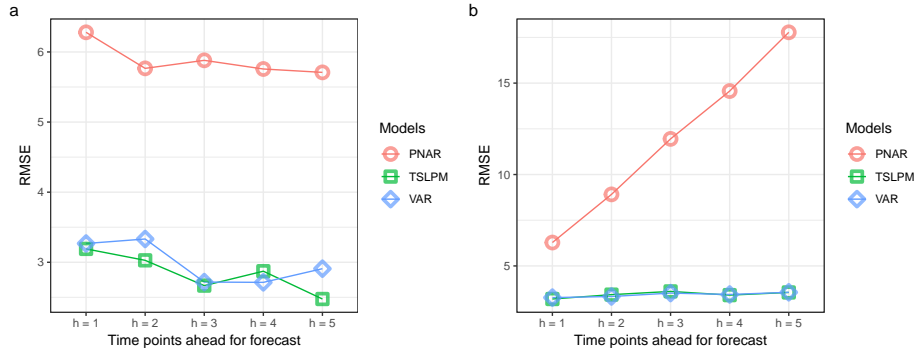 a
RMSE
6
5
4
3
h = 1
h = 2
h = 3
h = 4
h = 5
Time points ahead for forecast
Models
PNAR
TSLPM
VAR
b
RMSE
15
10
5
h = 1
h = 2
h = 3
h = 4
h = 5
Time points ahead for forecast
Models
PNAR
TSLPM
VAR